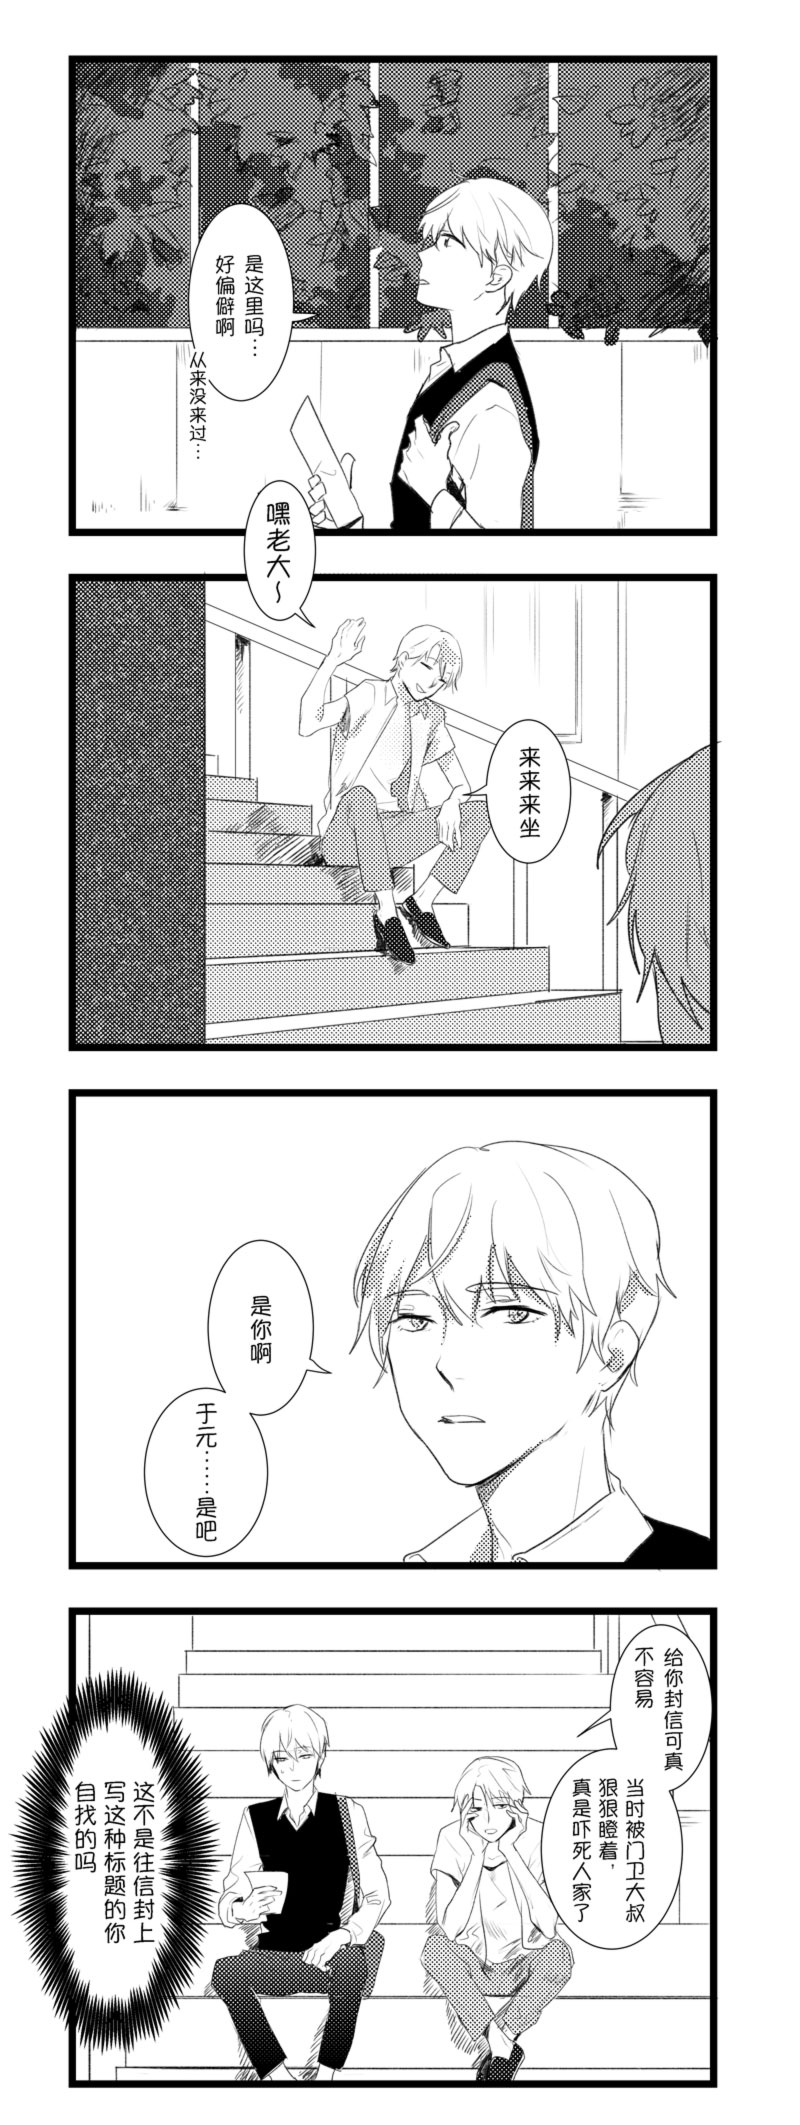 是这里吗…
好偏僻啊
从来没来过…
嘿老大～
来来来坐
是你啊
于元……是吧
给你封信可真
不容易
当时被门卫大叔
狠狠瞪着，
真是吓死人家了
这不是往信封上
写这种标题的你
自找的吗